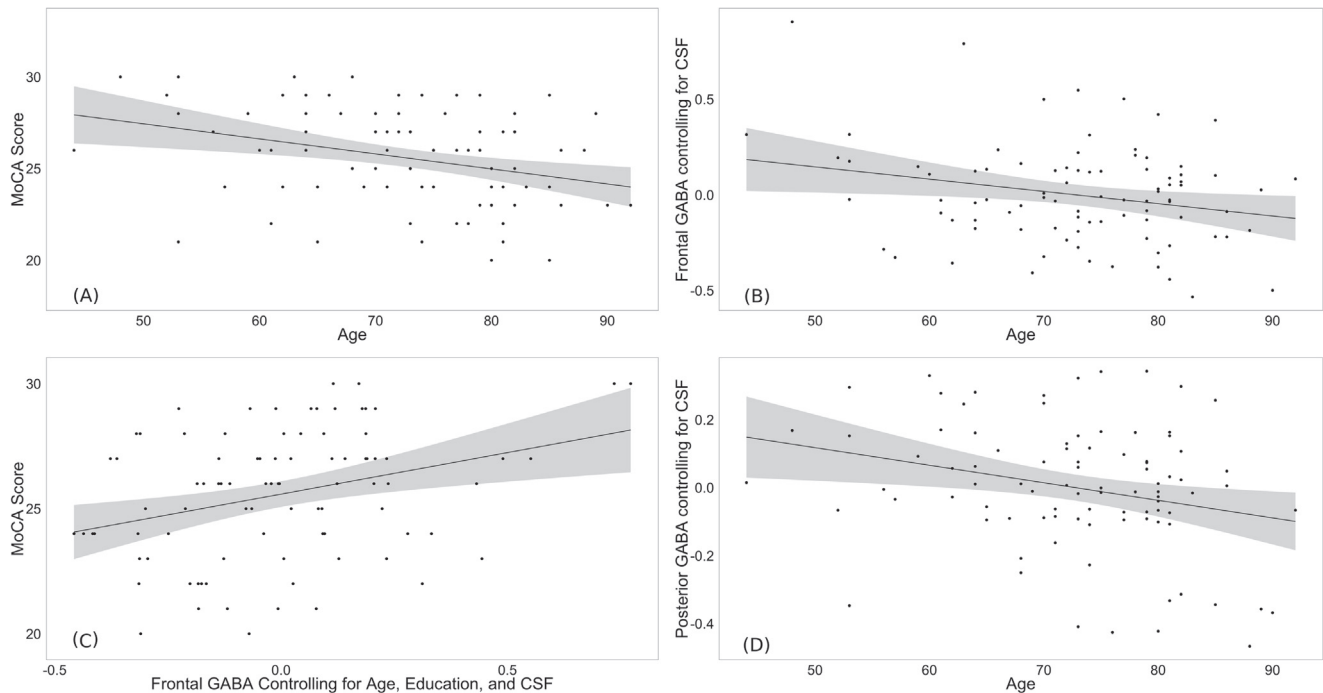 30
25
20
MoCA Score
(A)
50 60 70 80 90
Age
0.5
0.0
-0.5
Frontal GABA controlling for CSF
(B)
50 60 70 80 90
Age
30
25
20
MoCA Score
(C)
-0.5 0.0 0.5
Frontal GABA Controlling for Age, Education, and CSF
0.2
0.0
-0.2
-0.4
Posterior GABA controlling for CSF
(D)
50 60 70 80 90
Age